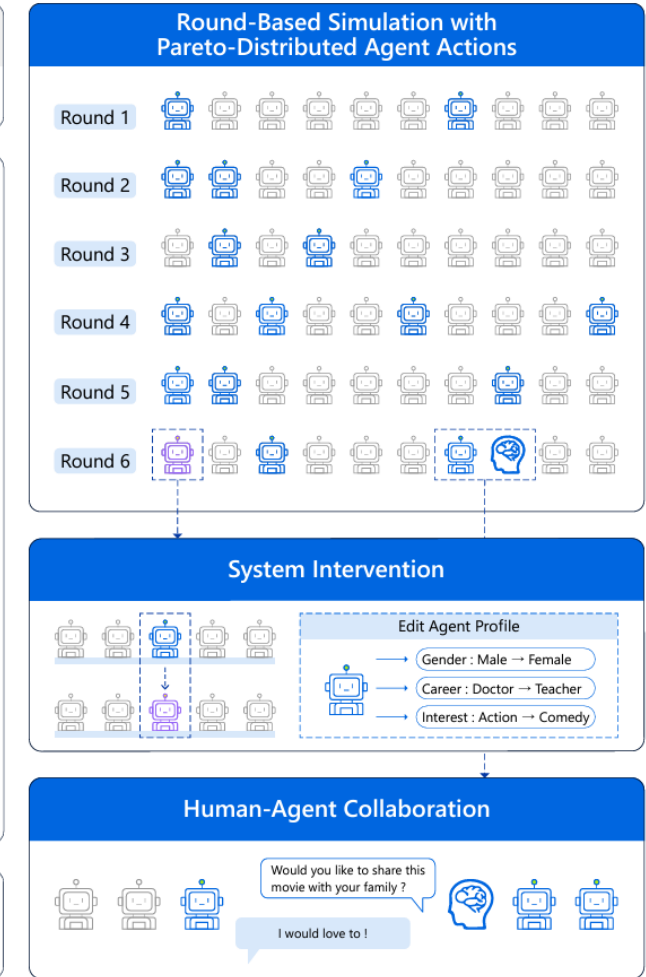 Round-Based Simulation with
Pareto-Distributed Agent Actions
Round 1
Round 2
Round 3
Round 4
Round 5
Round 6
System Intervention
Edit Agent Profile
Gender : Male → Female
Career : Doctor → Teacher
Interest : Action → Comedy
Human-Agent Collaboration
Would you like to share this
movie with your family ?
I would love to !